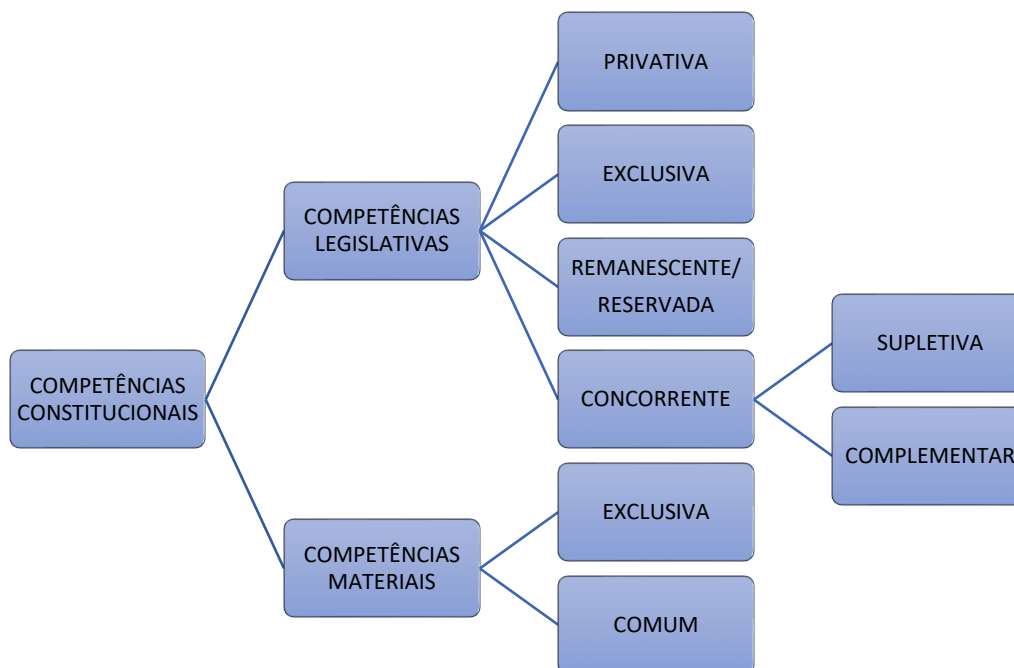 COMPETÊNCIAS
CONSTITUCIONAIS
COMPETÊNCIAS
LEGISLATIVAS
PRIVATIVA
EXCLUSIVA
REMANESCENTE/
RESERVADA
CONCORRENTE
SUPLETIVA
COMPLEMENTAR
COMPETÊNCIAS
MATERIAIS
EXCLUSIVA
COMUM